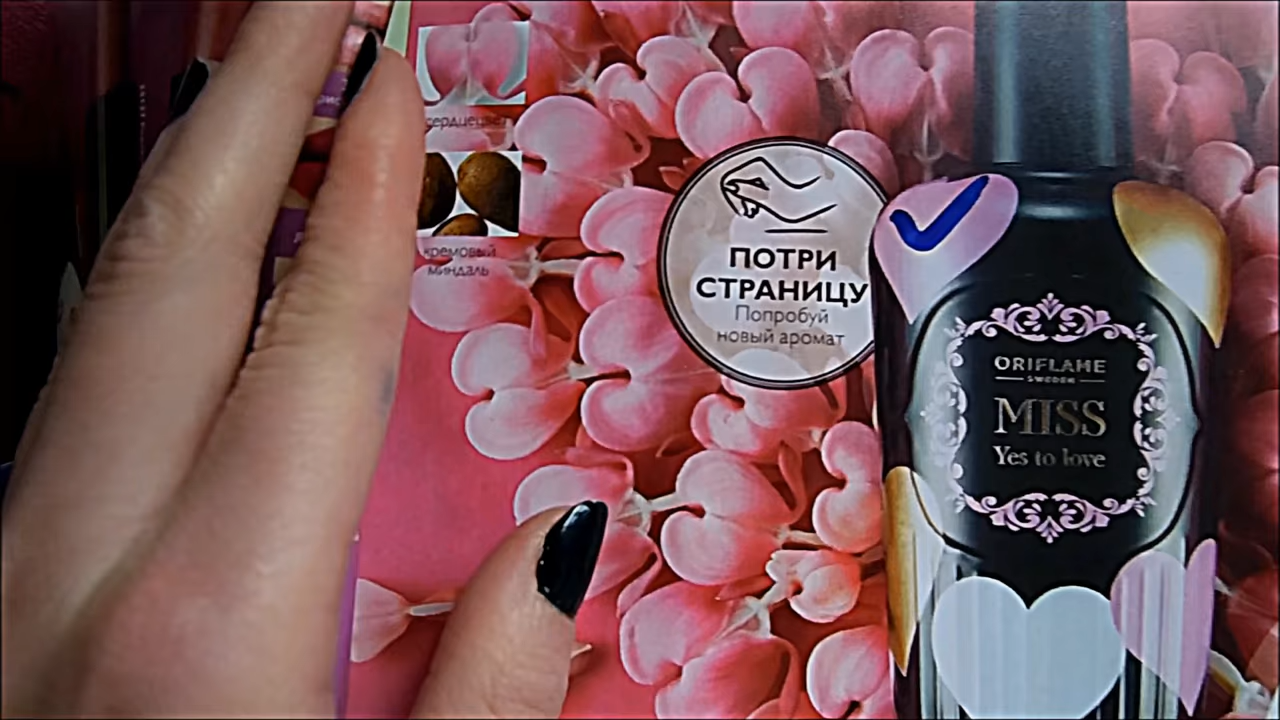 сердцецвет
кремовый
миндаль
ПОТРИ
СТРАНИЦУ
Попробуй
новый аромат
ORIFLAME
SWEDEN
MISS
Yes to love